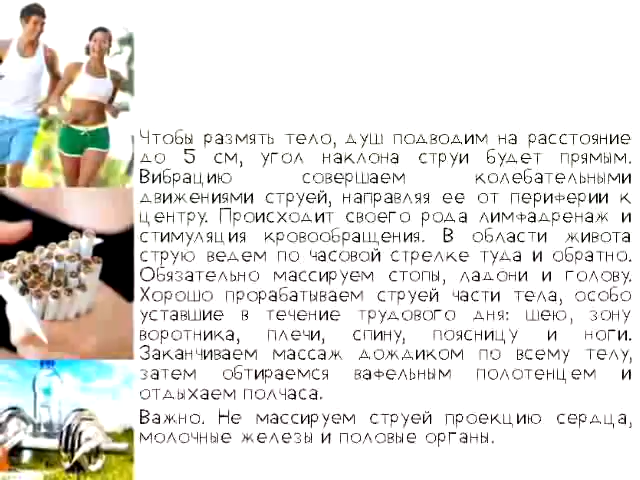 Чтобы размять тело, душ подводим на расстояние
до 5 см, угол наклона струи будет прямым.
Вибрацию совершаем колебательными
движениями струей, направляя ее от периферии к
центру. Происходит своего рода лимфадренаж и
стимуляция кровообращения. В области живота
струю ведем по часовой стрелке туда и обратно.
Обязательно массируем стопы, ладони и голову.
Хорошо прорабатываем струей части тела, особо
уставшие в течение трудового дня: шею, зону
воротника, плечи, спину, поясницу и ноги.
Заканчиваем массаж дождиком по всему телу,
затем обтираемся вафельным полотенцем и
отдыхаем полчаса.
Важно. Не массируем струей проекцию сердца,
молочные железы и половые органы.